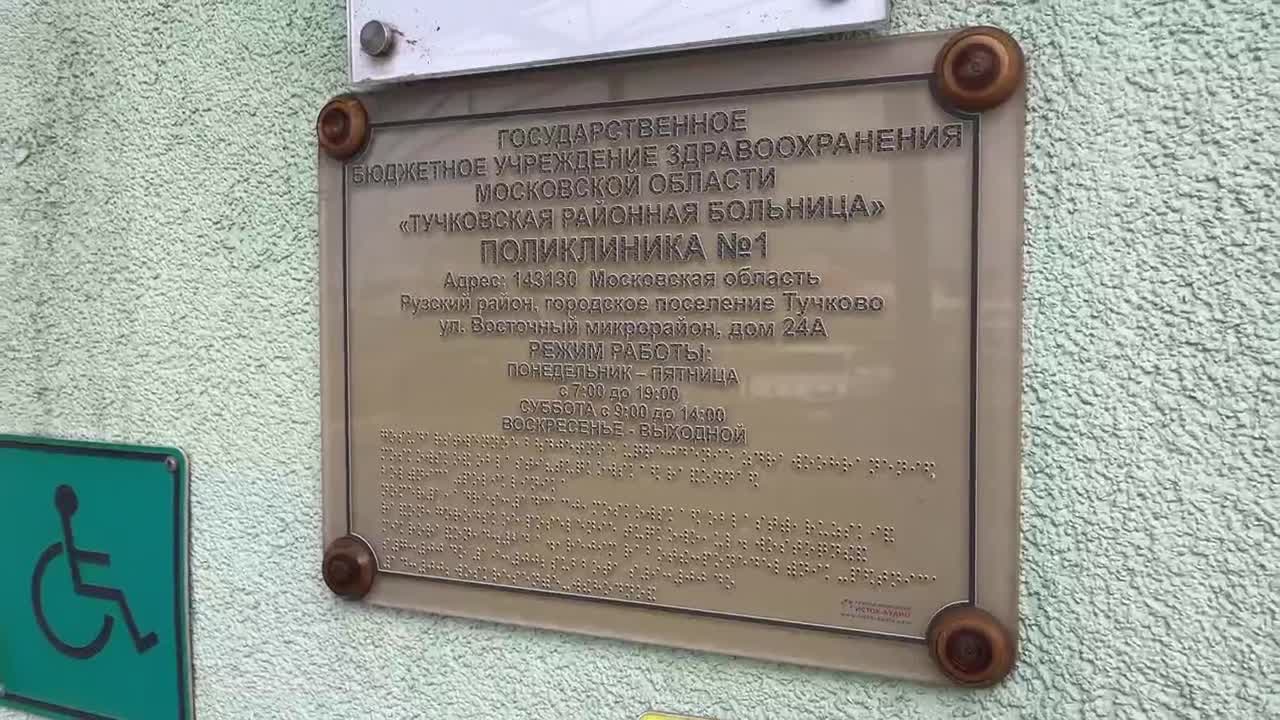 ГОСУДАРСТВЕННОЕ
БЮДЖЕТНОЕ УЧРЕЖДЕНИЕ ЗДРАВООХРАНЕНИЯ
МОСКОВСКОЙ ОБЛАСТИ
«ТУЧКОВСКАЯ РАЙОННАЯ БОЛЬНИЦА»
ПОЛИКЛИНИКА №1
Адрес: 143130 Московская область
Рузский район, городское поселение Тучково
ул. Восточный микрорайон, дом 24А
РЕЖИМ РАБОТЫ:
ПОНЕДЕЛЬНИК – ПЯТНИЦА
с 7:00 до 19:00
СУББОТА с 9:00 до 14:00
ВОСКРЕСЕНЬЕ - ВЫХОДНОЙ
ИСТОК-АУДИО